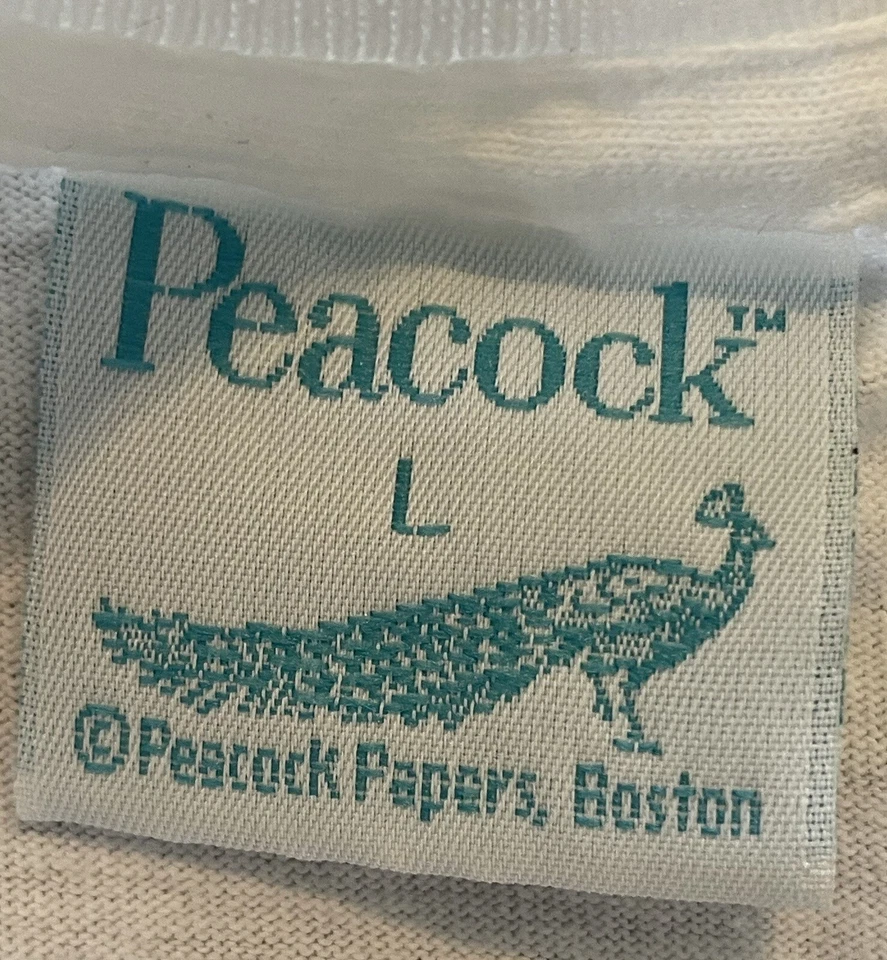 Peacock™
L
©Peacock Papers, Boston